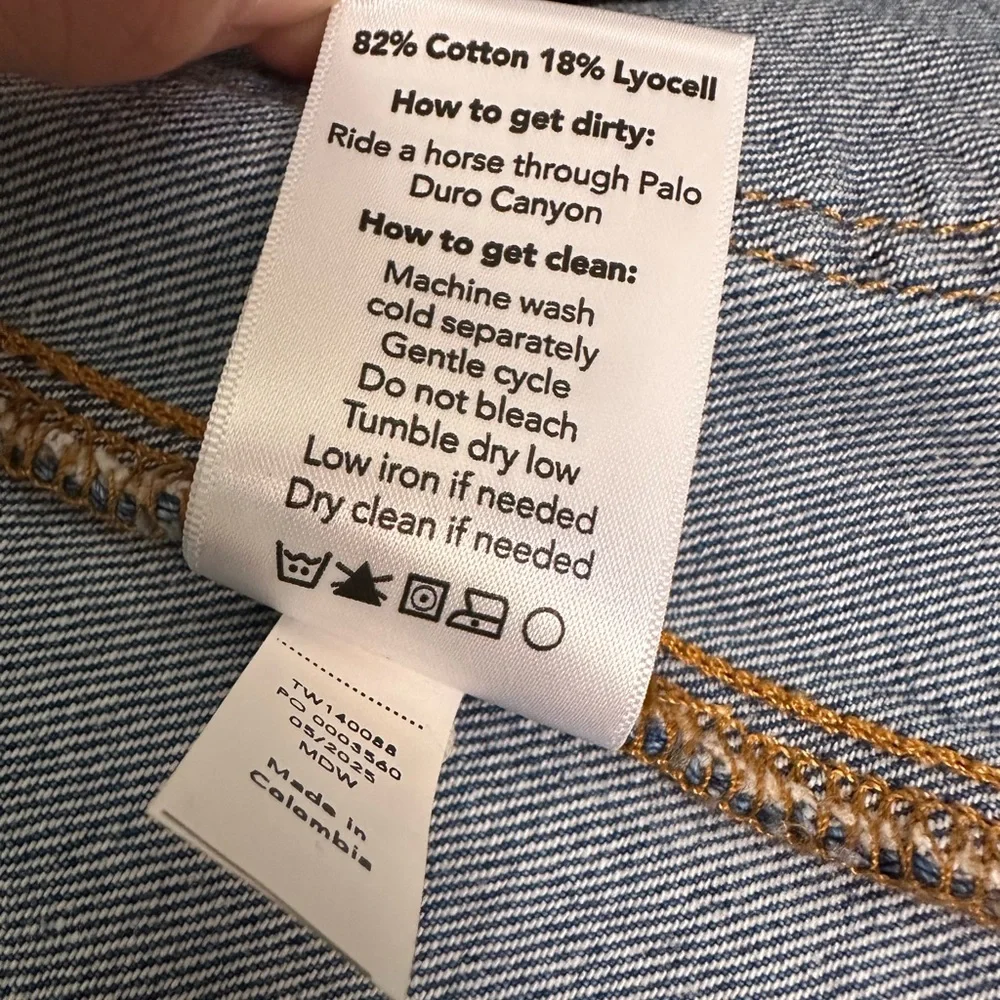 82% Cotton 18% Lyocell
How to get dirty:
Ride a horse through Palo
Duro Canyon
How to get clean:
Machine wash
cold separately
Gentle cycle
Do not bleach
Tumble dry low
Low iron if needed
Dry clean if needed
TW140088
PO 0003560
05/2025
MDW
Made in
Calambia